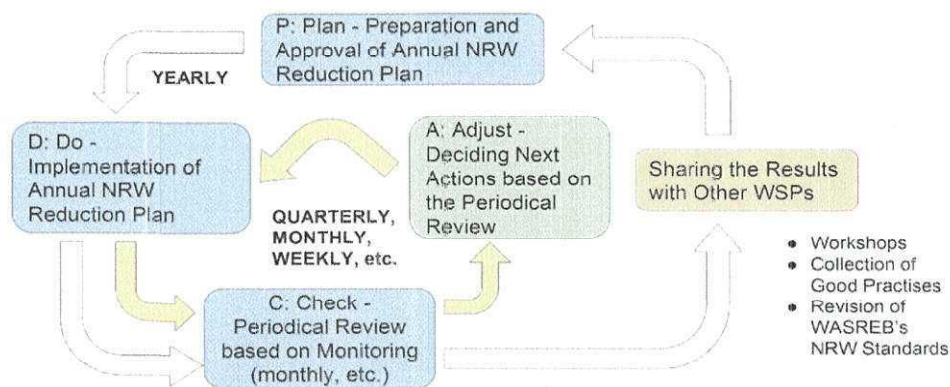 P: Plan - Preparation and
Approval of Annual NRW
Reduction Plan
YEARLY
D: Do -
Implementation of
Annual NRW
Reduction Plan
A: Adjust -
Deciding Next
Actions based on
the Periodical
Review
Sharing the Results
with Other WSPs
QUARTERLY,
MONTHLY,
WEEKLY, etc.
● Workshops
● Collection of
Good Practises
● Revision of
WASREB's
NRW Standards
C: Check -
Periodical Review
based on Monitoring
(monthly, etc.)